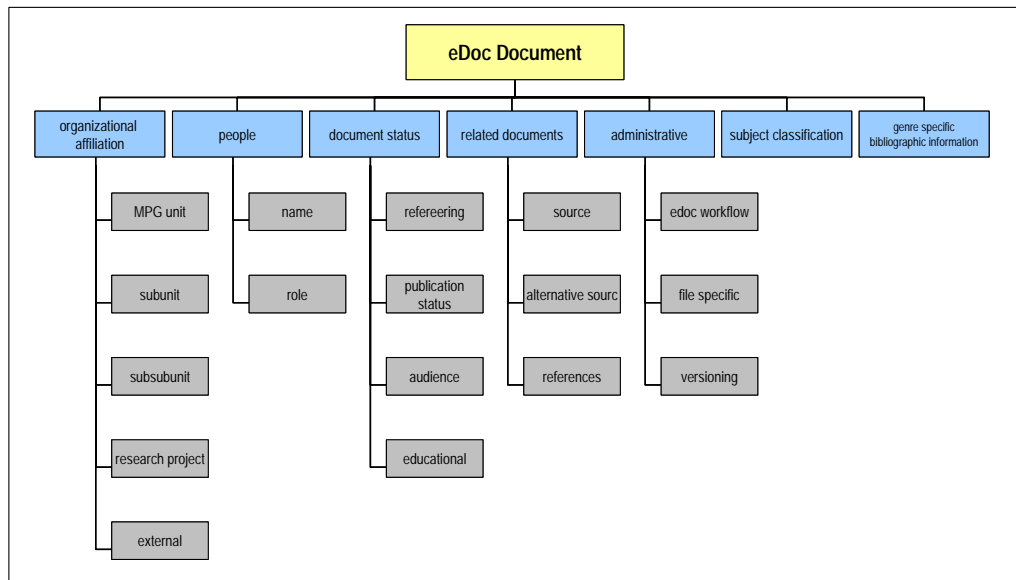 eDoc Document
organizational
affiliation
people
document status
related documents
administrative
subject classification
genre specific
bibliographic information
MPG unit
name
refereering
source
edoc workflow
subunit
role
publication
status
alternative sourc
file specific
subsubunit
audience
references
versioning
research project
educational
external